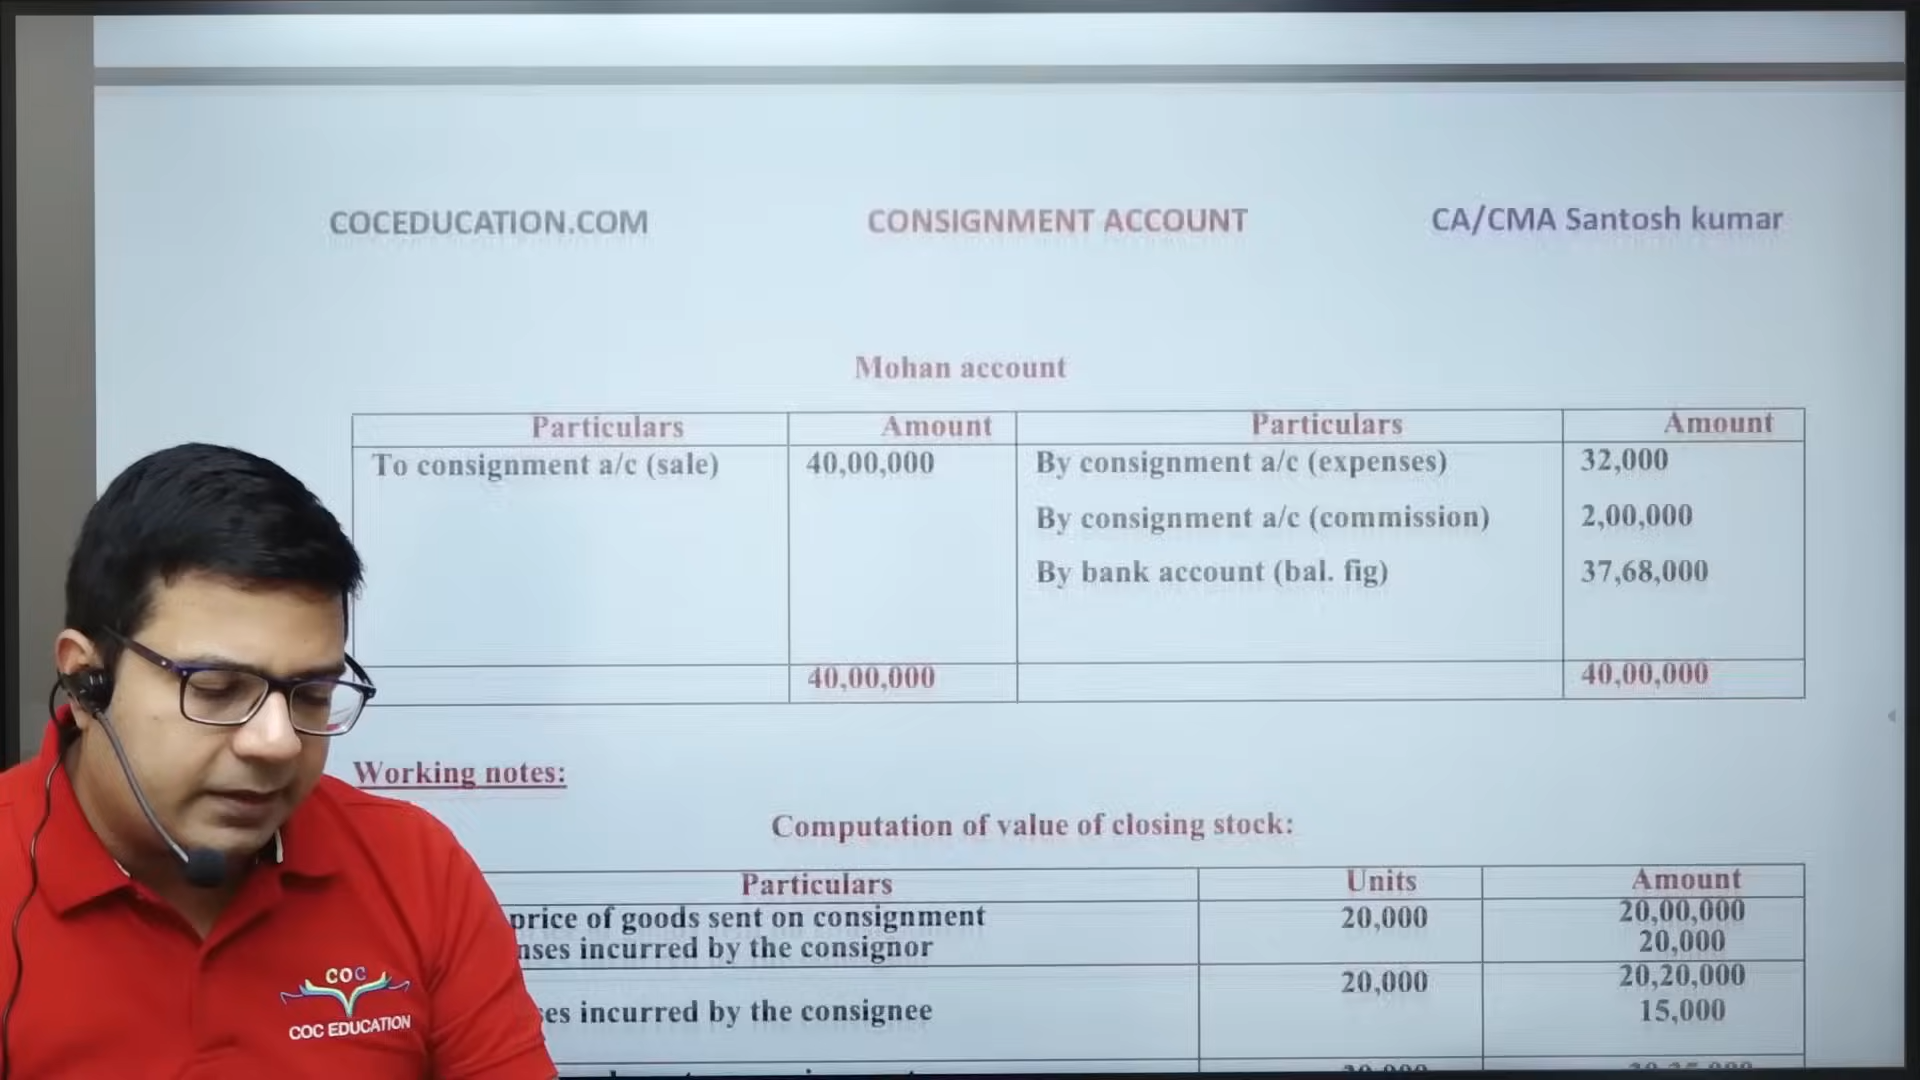 COCEDUCATION.COM CONSIGNMENT ACCOUNT CA/CMA Santosh kumar
Mohan account
Particulars Amount Particulars Amount
To consignment a/c (sale) 40,00,000 By consignment a/c (expenses) 32,000
By consignment a/c (commission) 2,00,000
By bank account (bal. fig) 37,68,000
40,00,000 40,00,000
Working notes:
Computation of value of closing stock:
Particulars Units Amount
price of goods sent on consignment 20,000 20,00,000
incurred by the consignor 20,000
20,000 20,20,000
incurred by the consignee 15,000
COC
COC EDUCATION